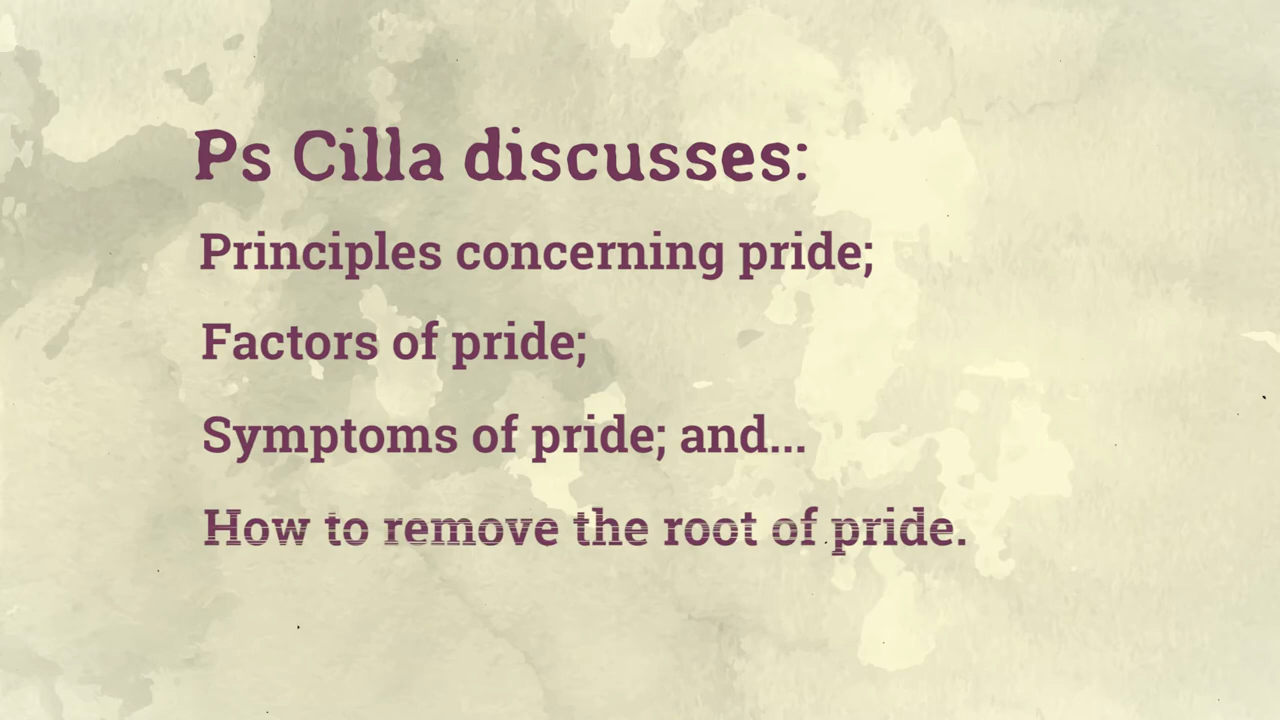 Ps Cilla discusses:
Principles concerning pride;
Factors of pride;
Symptoms of pride; and...
How to remove the root of pride.